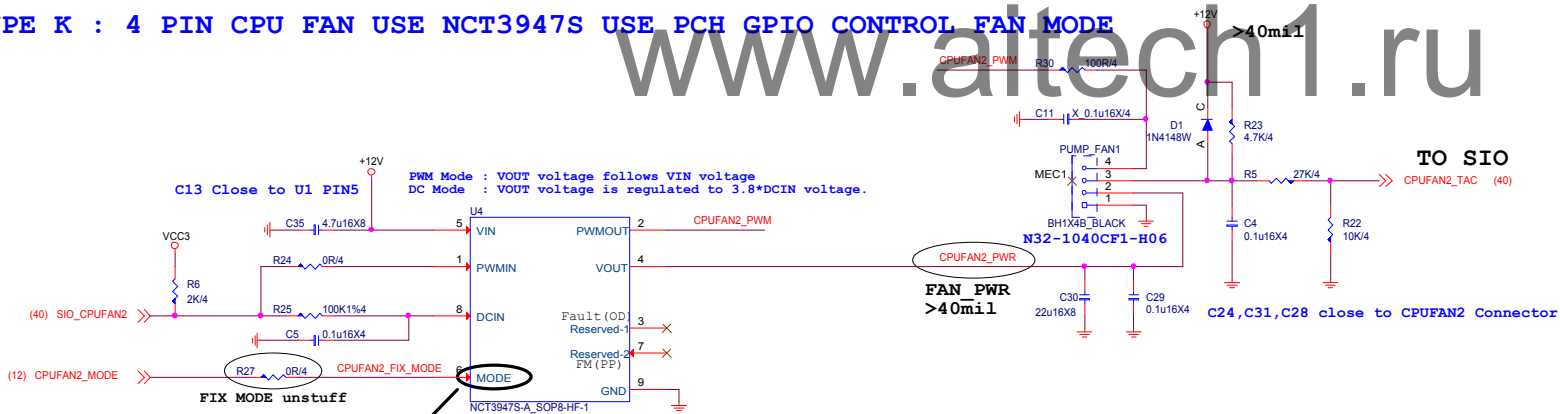 YPE K : 4 PIN CPU FAN USE NCT3947S USE PCH GPIO CONTROL FAN MODE
www.aitech1.ru
+12V
>40mil
CPUFAN2_PWM
R30
100R/4
C11
X_0.1u16X/4
D1
1N4148W
C
A
R23
4.7K/4
PUMP_FAN1
MEC1
4
3
2
1
BH1X4B_BLACK
N32-1040CF1-H06
R5
27K/4
TO SIO
CPUFAN2_TAC (40)
C4
0.1u16X4
R22
10K/4
+12V
C13 Close to U1 PIN5
PWM Mode : VOUT voltage follows VIN voltage
DC Mode : VOUT voltage is regulated to 3.8*DCIN voltage.
C35
4.7u16X8
U4
5
VIN
PWMOUT
2
CPUFAN2_PWM
VCC3
R24
0R/4
1
PWMIN
VOUT
4
CPUFAN2_PWR
FAN_PWR
>40mil
R6
2K/4
(40) SIO_CPUFAN2
R25
100K1%4
8
DCIN
C5
0.1u16X4
Fault(OD)
Reserved-1
3
Reserved-2
7
FM(PP)
C30
22u16X8
C29
0.1u16X4
C24,C31,C28 close to CPUFAN2 Connector
(12) CPUFAN2_MODE
R27
0R/4
CPUFAN2_FIX_MODE
6
MODE
GND
9
FIX MODE unstuff
NCT3947S-A_SOP8-HF-1